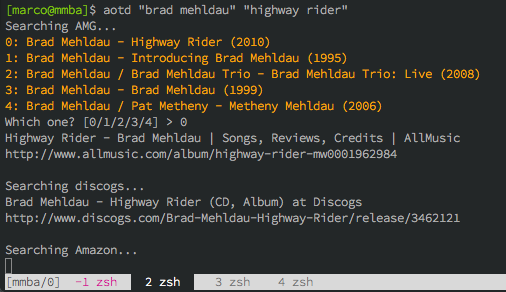 [marco@mmba]$ aotd "brad mehldau" "highway rider"
Searching AMG...
0: Brad Mehldau - Highway Rider (2010)
1: Brad Mehldau - Introducing Brad Mehldau (1995)
2: Brad Mehldau / Brad Mehldau Trio - Brad Mehldau Trio: Live (2008)
3: Brad Mehldau - Brad Mehldau (1999)
4: Brad Mehldau / Pat Metheny - Metheny Mehldau (2006)
Which one? [0/1/2/3/4] > 0
Highway Rider - Brad Mehldau | Songs, Reviews, Credits | AllMusic
http://www.allmusic.com/album/highway-rider-mw0001962984
Searching discogs...
Brad Mehldau - Highway Rider (CD, Album) at Discogs
http://www.discogs.com/Brad-Mehldau-Highway-Rider/release/3462121
Searching Amazon...
[mmba/0] -1 zsh 2 zsh 3 zsh 4 zsh